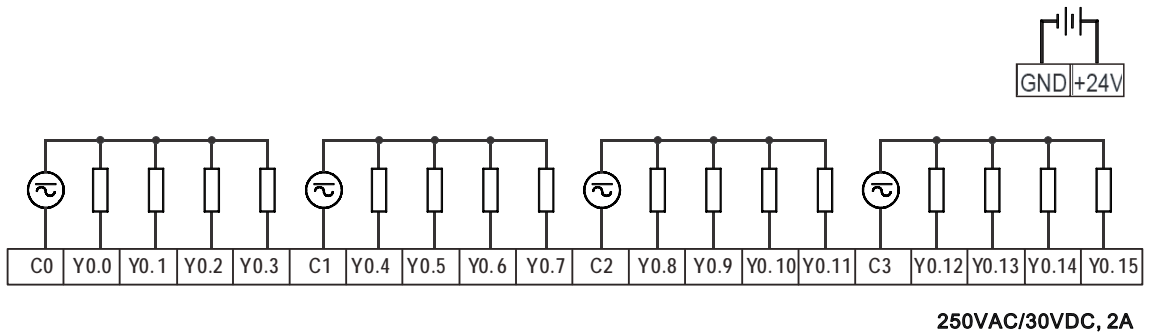 GND +24V
C0 Y0.0 Y0.1 Y0.2 Y0.3 C1 Y0.4 Y0.5 Y0.6 Y0.7 C2 Y0.8 Y0.9 Y0.10 Y0.11 C3 Y0.12 Y0.13 Y0.14 Y0.15
250VAC/30VDC, 2A